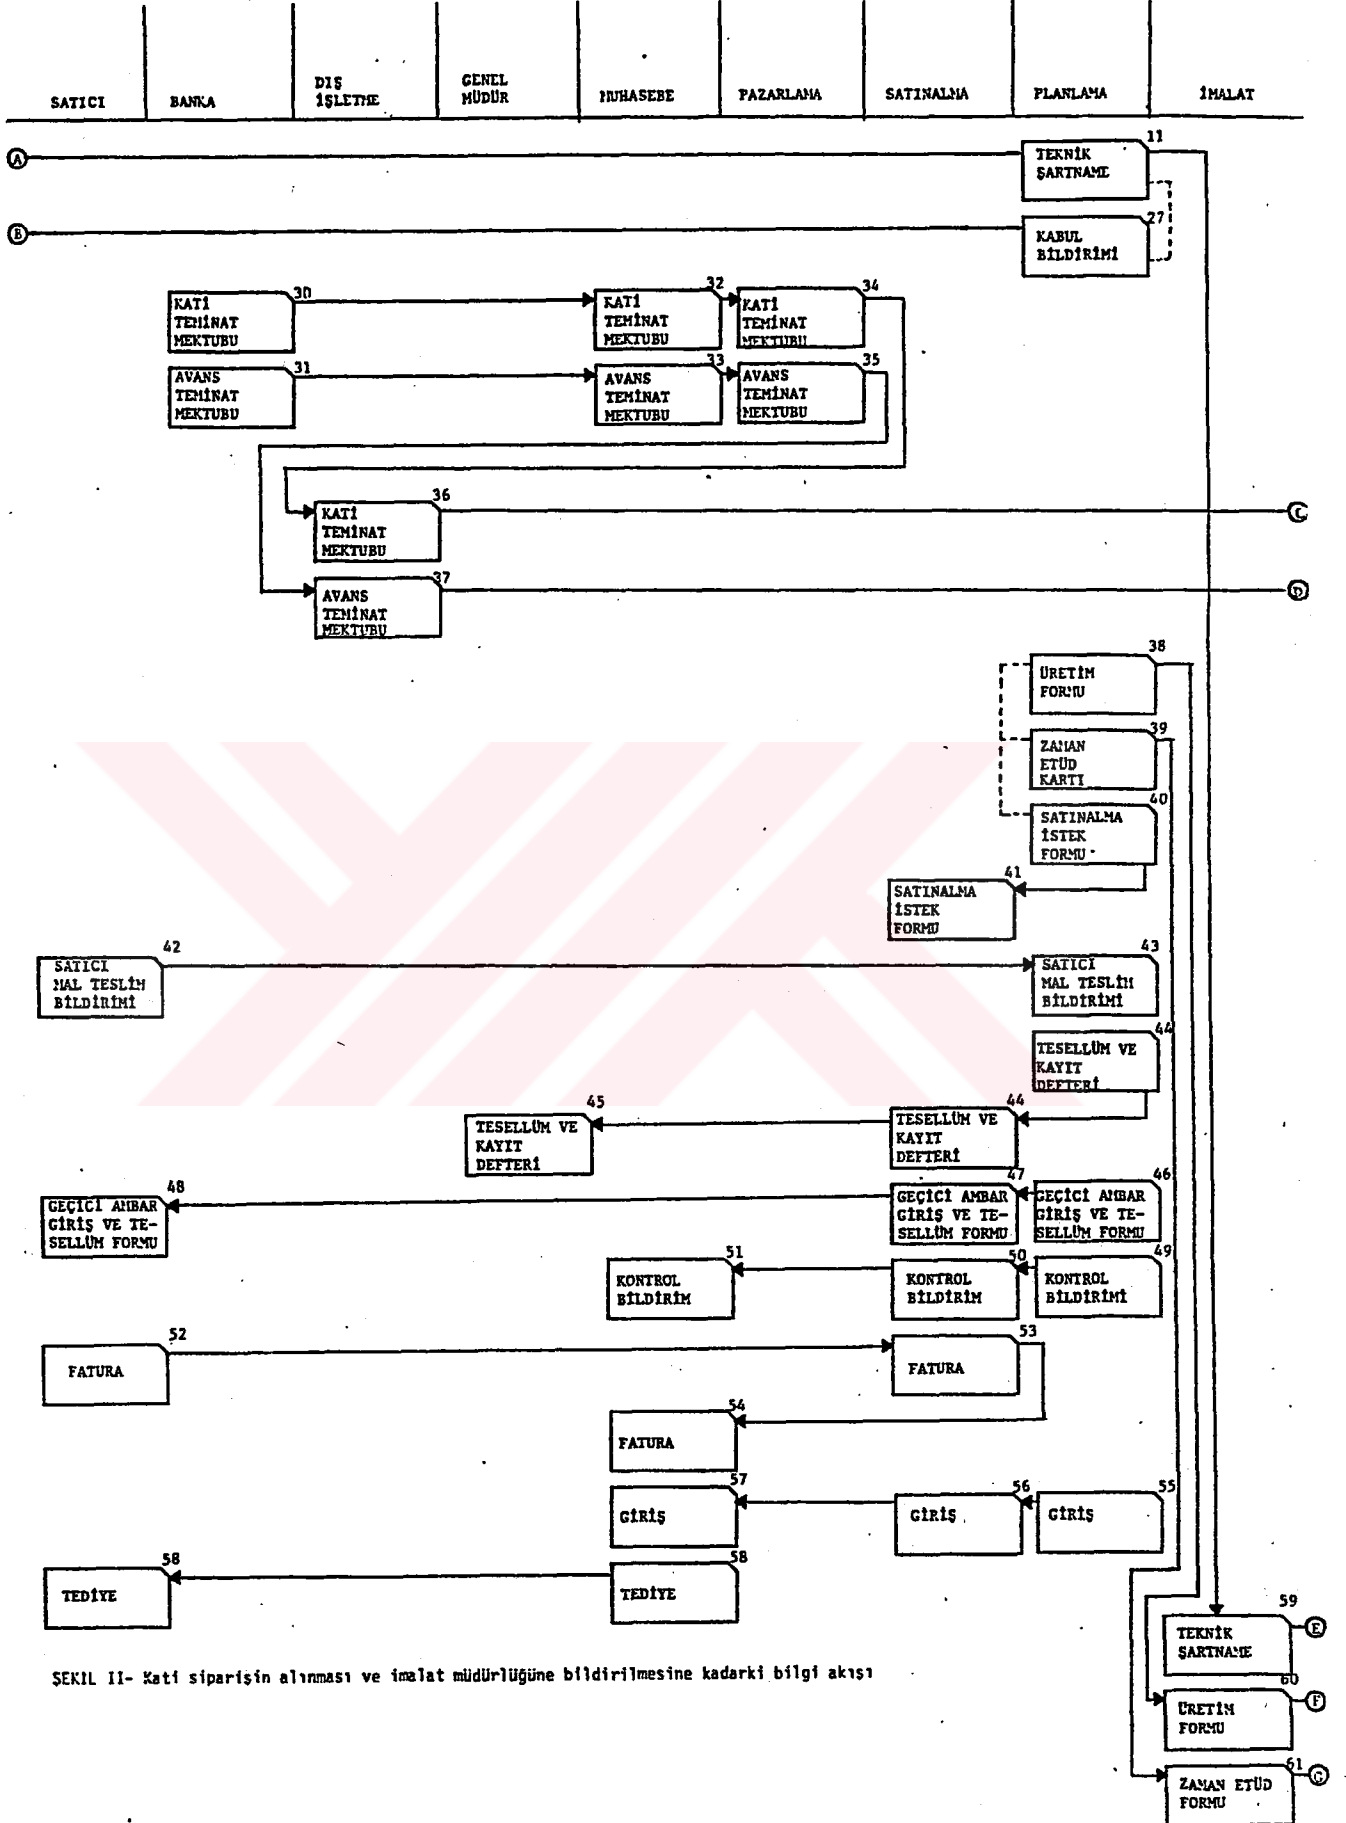 SATICI
BANKA
DIŞ
İŞLETME
GENEL
MÜDÜR
MUHASEBE
PAZARLAMA
SATINALMA
PLANLAMA
İMALAT
A
11
TEKNİK
ŞARTNAME
B
27
KABUL
BİLDİRİMİ
30
KATİ
TEMİNAT
MEKTUBU
32
KATİ
TEMİNAT
MEKTUBU
34
KATİ
TEMİNAT
MEKTUBU
31
AVANS
TEMİNAT
MEKTUBU
33
AVANS
TEMİNAT
MEKTUBU
35
AVANS
TEMİNAT
MEKTUBU
36
KATİ
TEMİNAT
MEKTUBU
C
37
AVANS
TEMİNAT
MEKTUBU
D
38
ÜRETİM
FORMU
39
ZAMAN
ETÜD
KARTI
40
SATINALMA
İSTEK
FORMU
41
SATINALMA
İSTEK
FORMU
42
SATICI
MAL TESLİM
BİLDİRİMİ
43
SATICI
MAL TESLİM
BİLDİRİMİ
44
TESELLÜM VE
KAYIT
DEFTERİ
45
TESELLÜM VE
KAYIT
DEFTERİ
44
TESELLÜM VE
KAYIT
DEFTERİ
48
GEÇİCİ AMBAR
GİRİŞ VE TE-
SELLÜM FORMU
47
GEÇİCİ AMBAR
GİRİŞ VE TE-
SELLÜM FORMU
46
GEÇİCİ AMBAR
GİRİŞ VE TE-
SELLÜM FORMU
51
KONTROL
BİLDİRİM
50
KONTROL
BİLDİRİM
49
KONTROL
BİLDİRİMİ
52
FATURA
53
FATURA
54
FATURA
57
GİRİŞ
56
GİRİŞ
55
GİRİŞ
58
TEDİYE
58
TEDİYE
59
TEKNİK
ŞARTNAME
E
60
ÜRETİM
FORMU
F
61
ZAMAN ETÜD
FORMU
G
ŞEKIL II- Kati siparişin alınması ve imalat müdürlüğüne bildirilmesine kadarki bilgi akışı